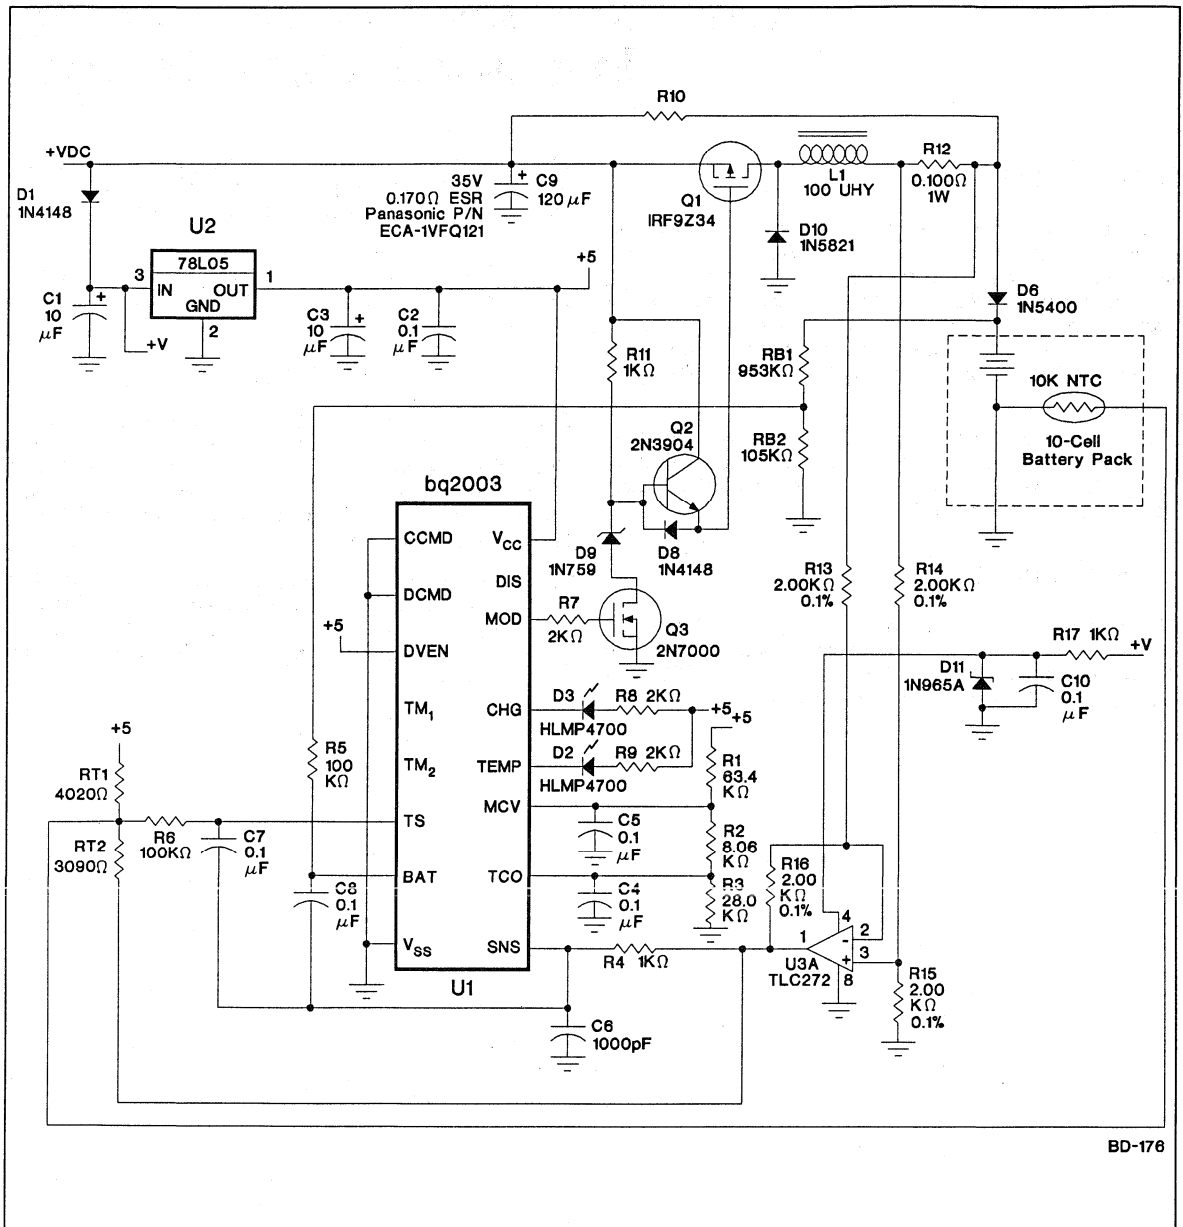 R10
+VDC
D1
1N4148
35V
0.170Ω ESR
Panasonic P/N
ECA-1VFQ121
+
C9
120 μF
Q1
IRF9Z34
L1
100 UHY
R12
0.100Ω
1W
D10
1N5821
U2
78L05
3
IN
OUT
1
GND
2
+5
C1
10
μF
+
+V
C3
10
μF
+
C2
0.1
μF
D6
1N5400
R11
1KΩ
RB1
953KΩ
RB2
105KΩ
10K NTC
10-Cell
Battery Pack
Q2
2N3904
D9
1N759
D8
1N4148
bq2003
CCMD
DCMD
DVEN
TM1
TM2
TS
BAT
VSS
VCC
DIS
MOD
CHG
TEMP
MCV
TCO
SNS
U1
+5
R7
2KΩ
Q3
2N7000
R13
2.00KΩ
0.1%
R14
2.00KΩ
0.1%
R17 1KΩ
+V
D11
1N965A
C10
0.1
μF
D3
HLMP4700
R8 2KΩ
+5
+5
D2
HLMP4700
R9 2KΩ
R1
63.4
KΩ
R5
100
KΩ
+5
RT1
4020Ω
RT2
3090Ω
R6
100KΩ
C7
0.1
μF
C8
0.1
μF
C5
0.1
μF
R2
8.06
KΩ
C4
0.1
μF
R3
28.0
KΩ
R16
2.00
KΩ
0.1%
1
4
2
-
3
+
8
U3A
TLC272
R15
2.00
KΩ
0.1%
R4 1KΩ
C6
1000pF
BD-176